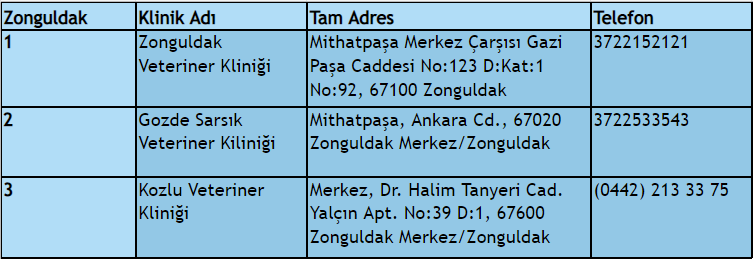 Zonguldak Klinik Adı Tam Adres Telefon
1 Zonguldak Mithatpaşa Merkez Çarşısı Gazi 3722152121
Veteriner Kliniği Paşa Caddesi No:123 D:Kat:1
No:92, 67100 Zonguldak
2 Gozde Sarsık Mithatpaşa, Ankara Cd., 67020 3722533543
Veteriner Kiliniği Zonguldak Merkez/Zonguldak
3 Kozlu Veteriner Merkez, Dr. Halim Tanyeri Cad. (0442) 213 33 75
Kliniği Yalçın Apt. No:39 D:1, 67600
Zonguldak Merkez/Zonguldak